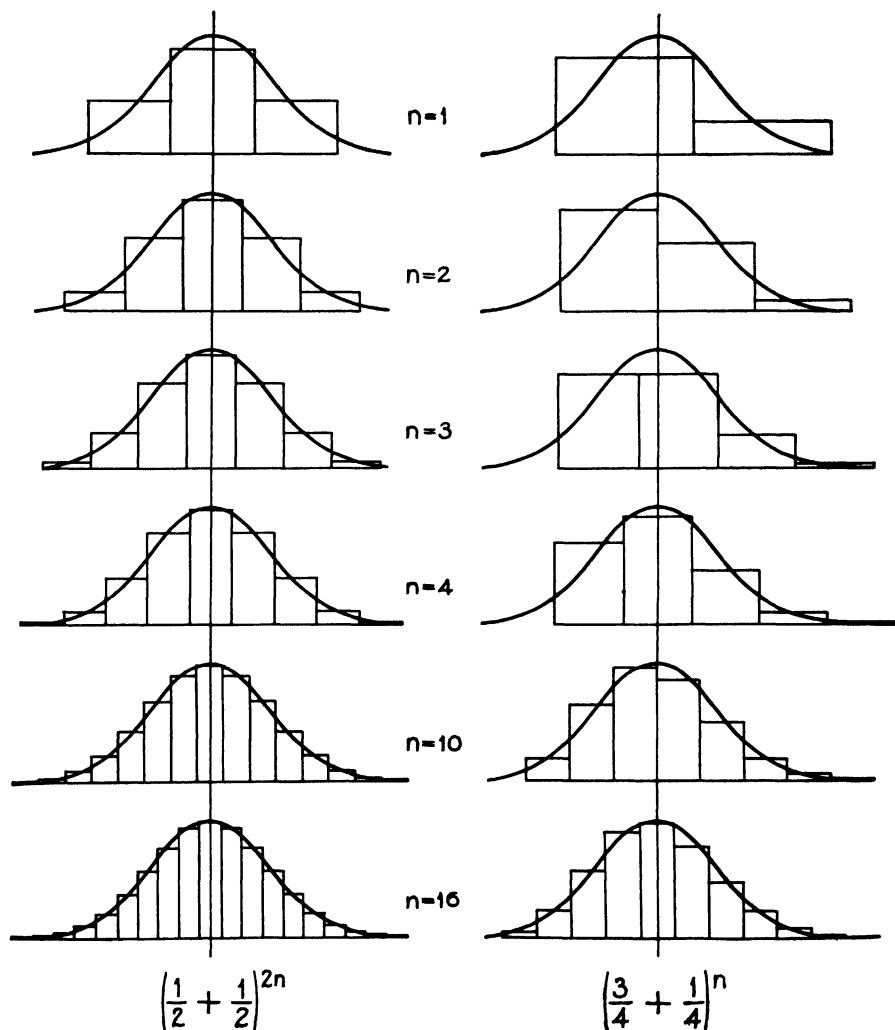 n=1
n=2
n=3
n=4
n=10
n=16
(1/2 + 1/2)^2n
(3/4 + 1/4)^n